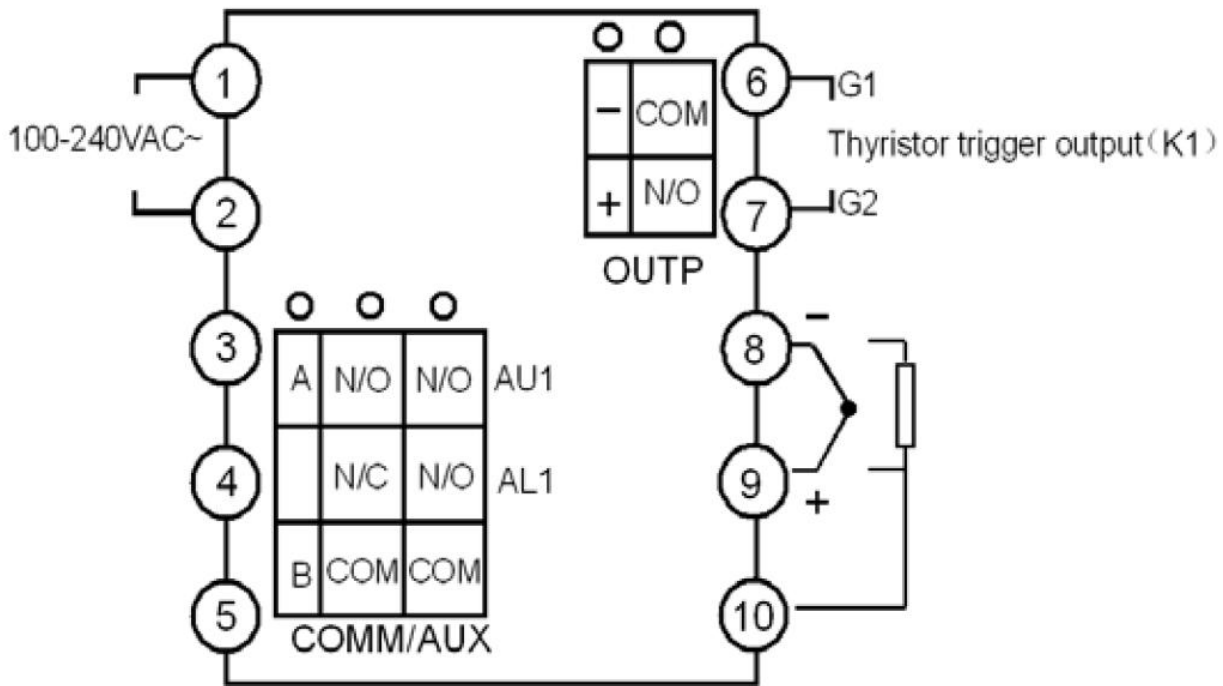 1
6
G1
− COM
100-240VAC~
Thyristor trigger output（K1）
+ N/O
2
7
G2
OUTP
3
8
−
A N/O N/O AU1
4
N/C N/O AL1
9
+
B COM COM
5
10
COMM/AUX